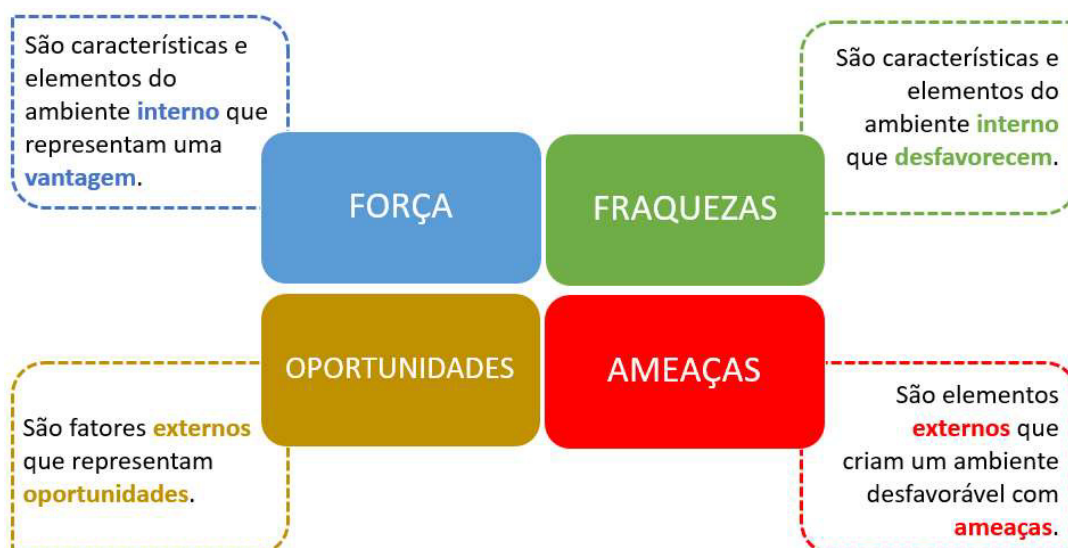 São característicās e
elementos do
ambiente interno que
representam uma
vantagem.
São características e
elementos do
ambiente interno
que desfavorecem.
FORÇA
FRAQUEZAS
OPORTUNIDADES
AMEAÇAS
São fatores externos
que representam
oportunidades.
São elementos
externos que
criam um ambiente
desfavorável com
ameaças.